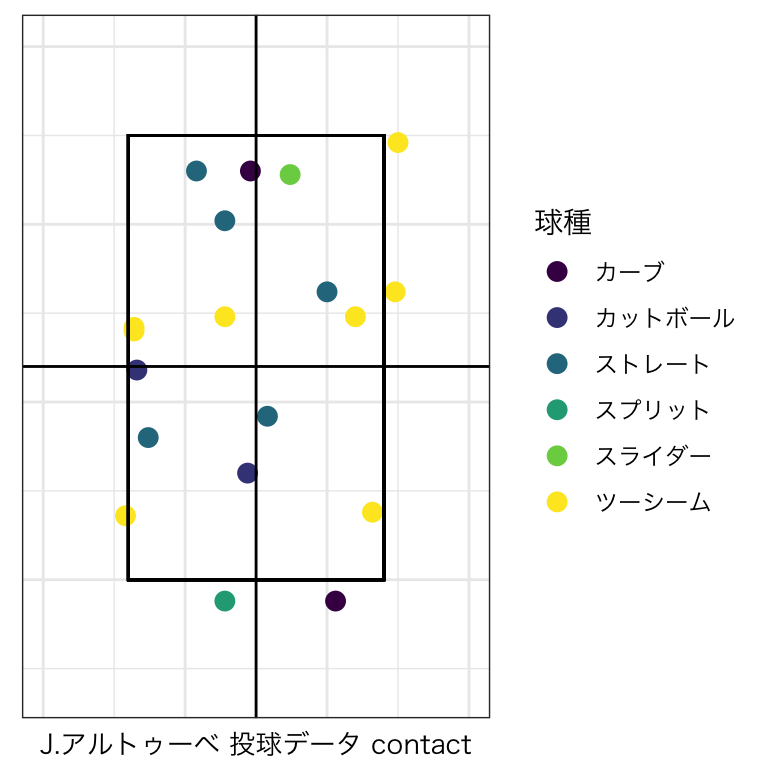 球種
カーブ
カットボール
ストレート
スプリット
スライダー
ツーシーム
J.アルトゥーベ 投球データ contact